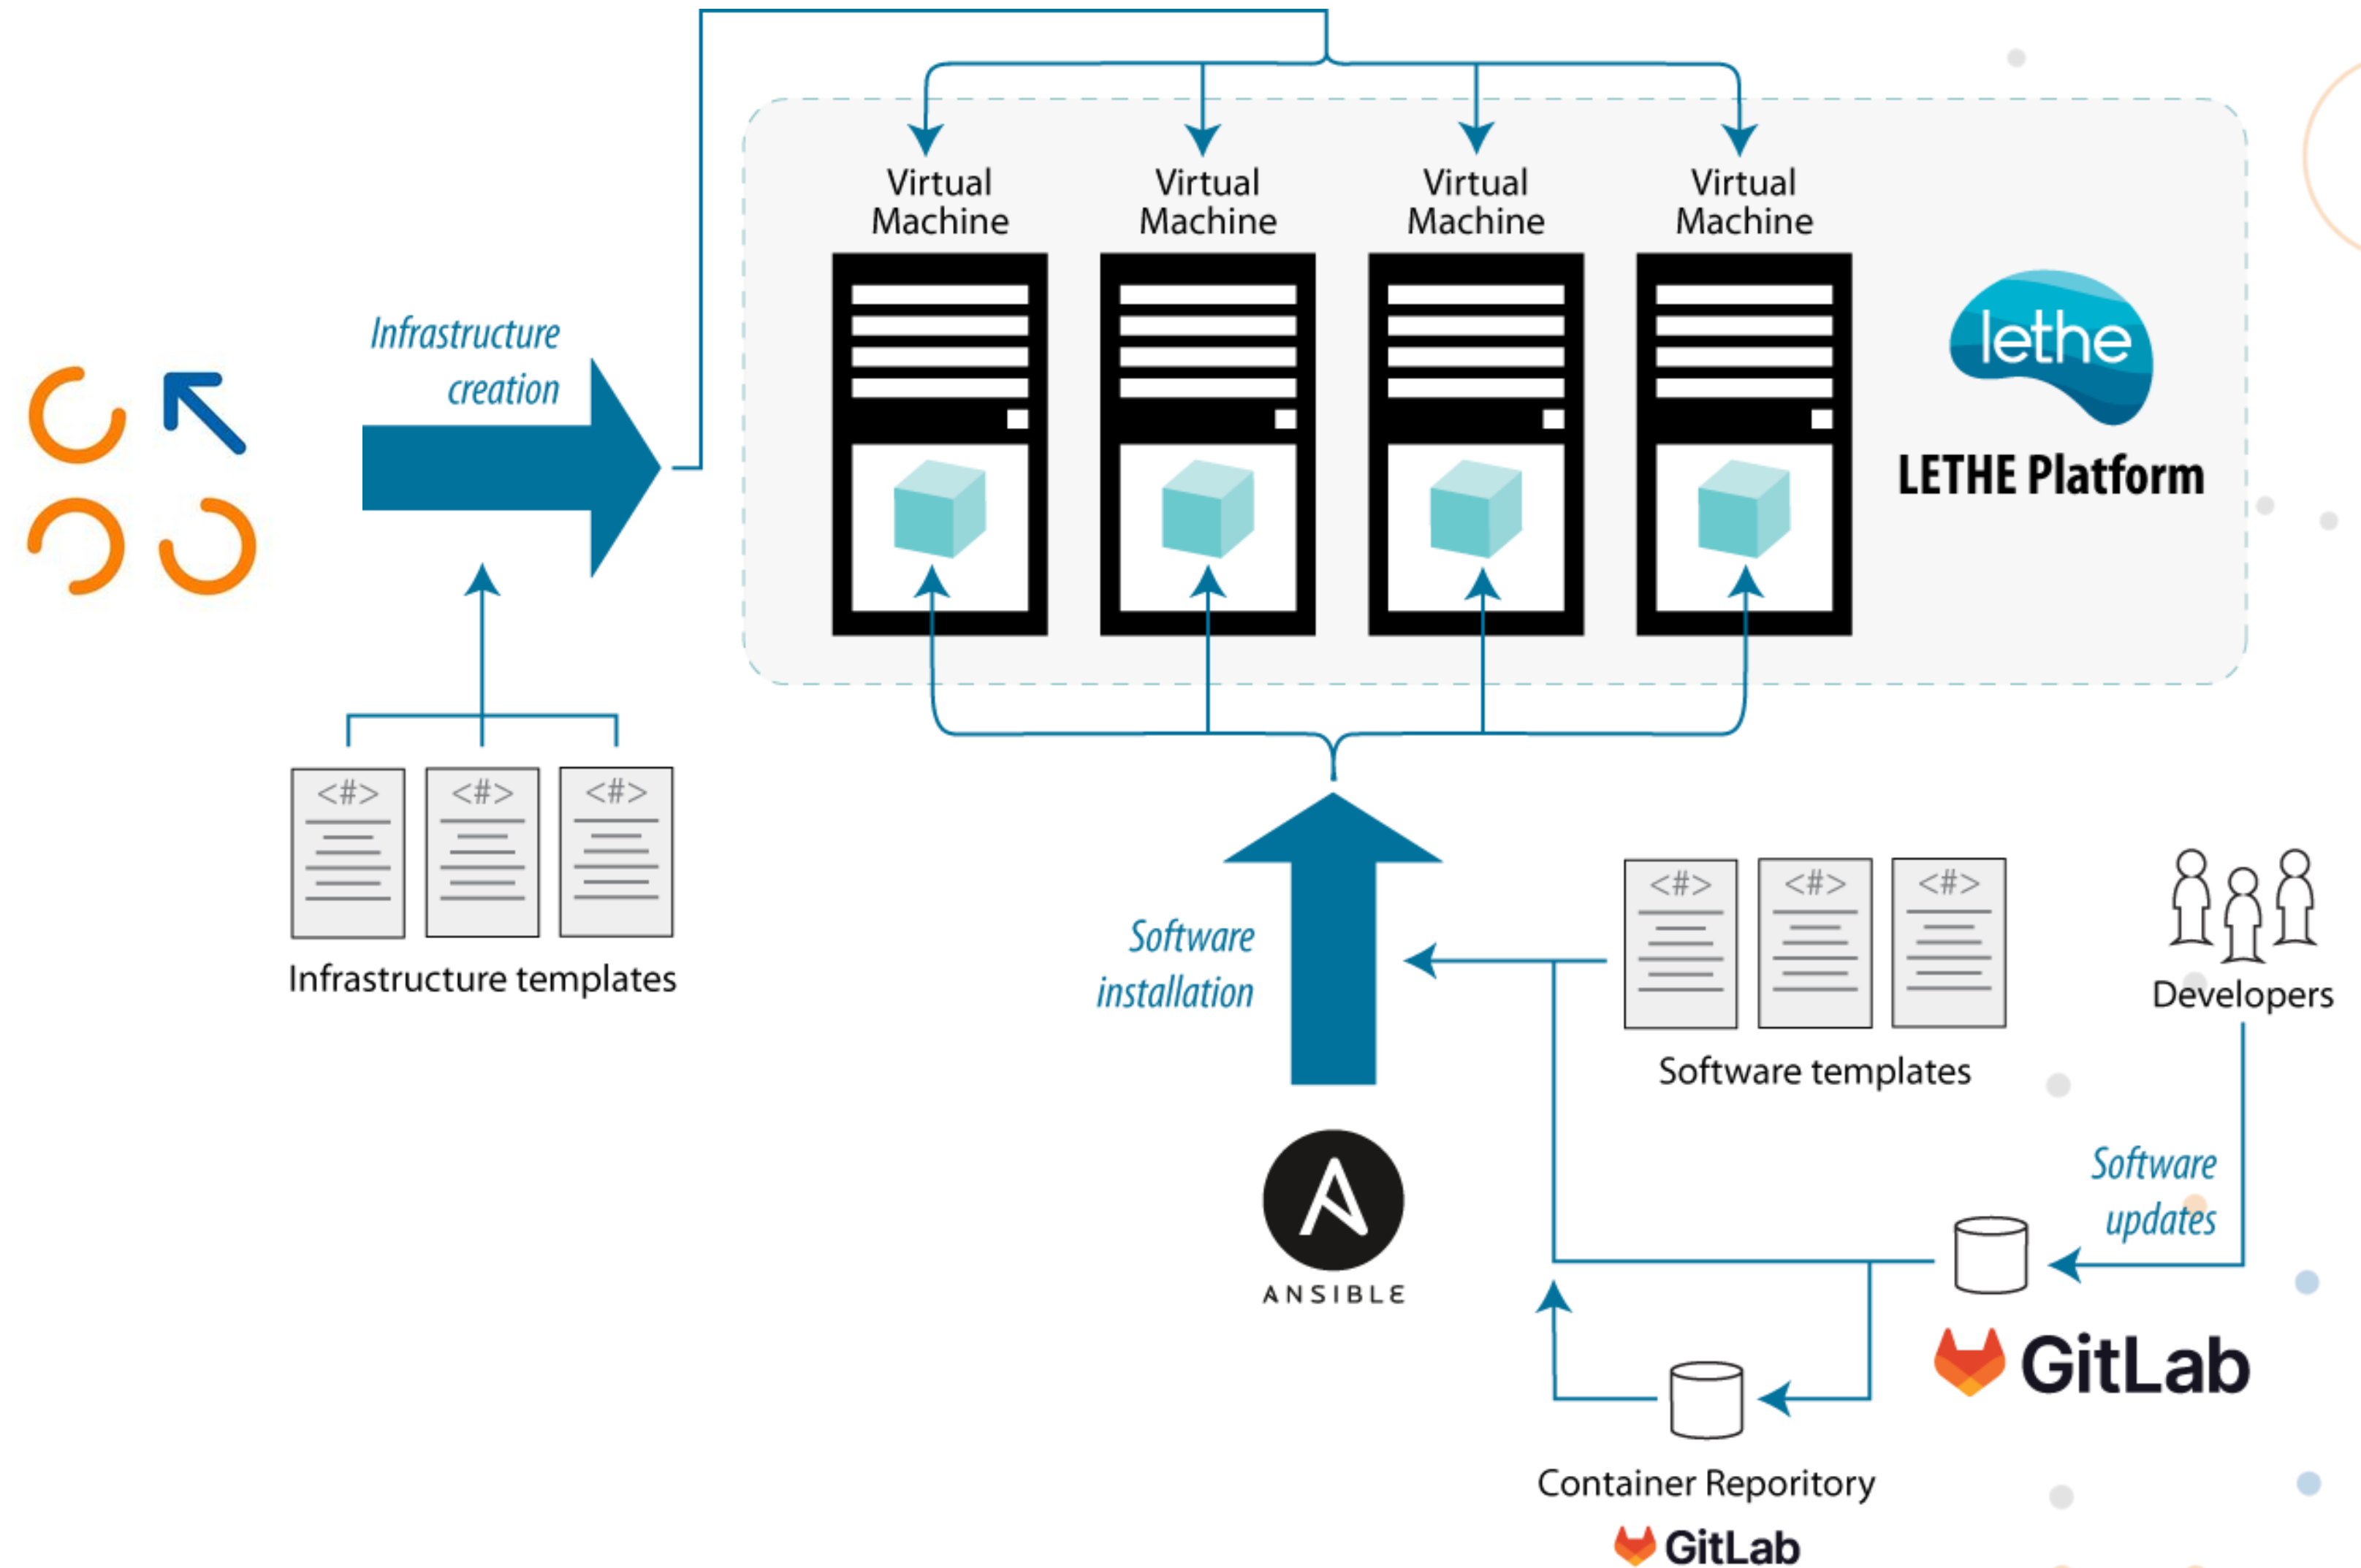 Virtual
Machine
Virtual
Machine
Virtual
Machine
Virtual
Machine
Infrastructure
creation
lethe
LETHE Platform
<#>
<#>
<#>
Infrastructure templates
Software
installation
<#>
<#>
<#>
Software templates
Developers
Software
updates
ANSIBLE
GitLab
Container Reporitory
GitLab